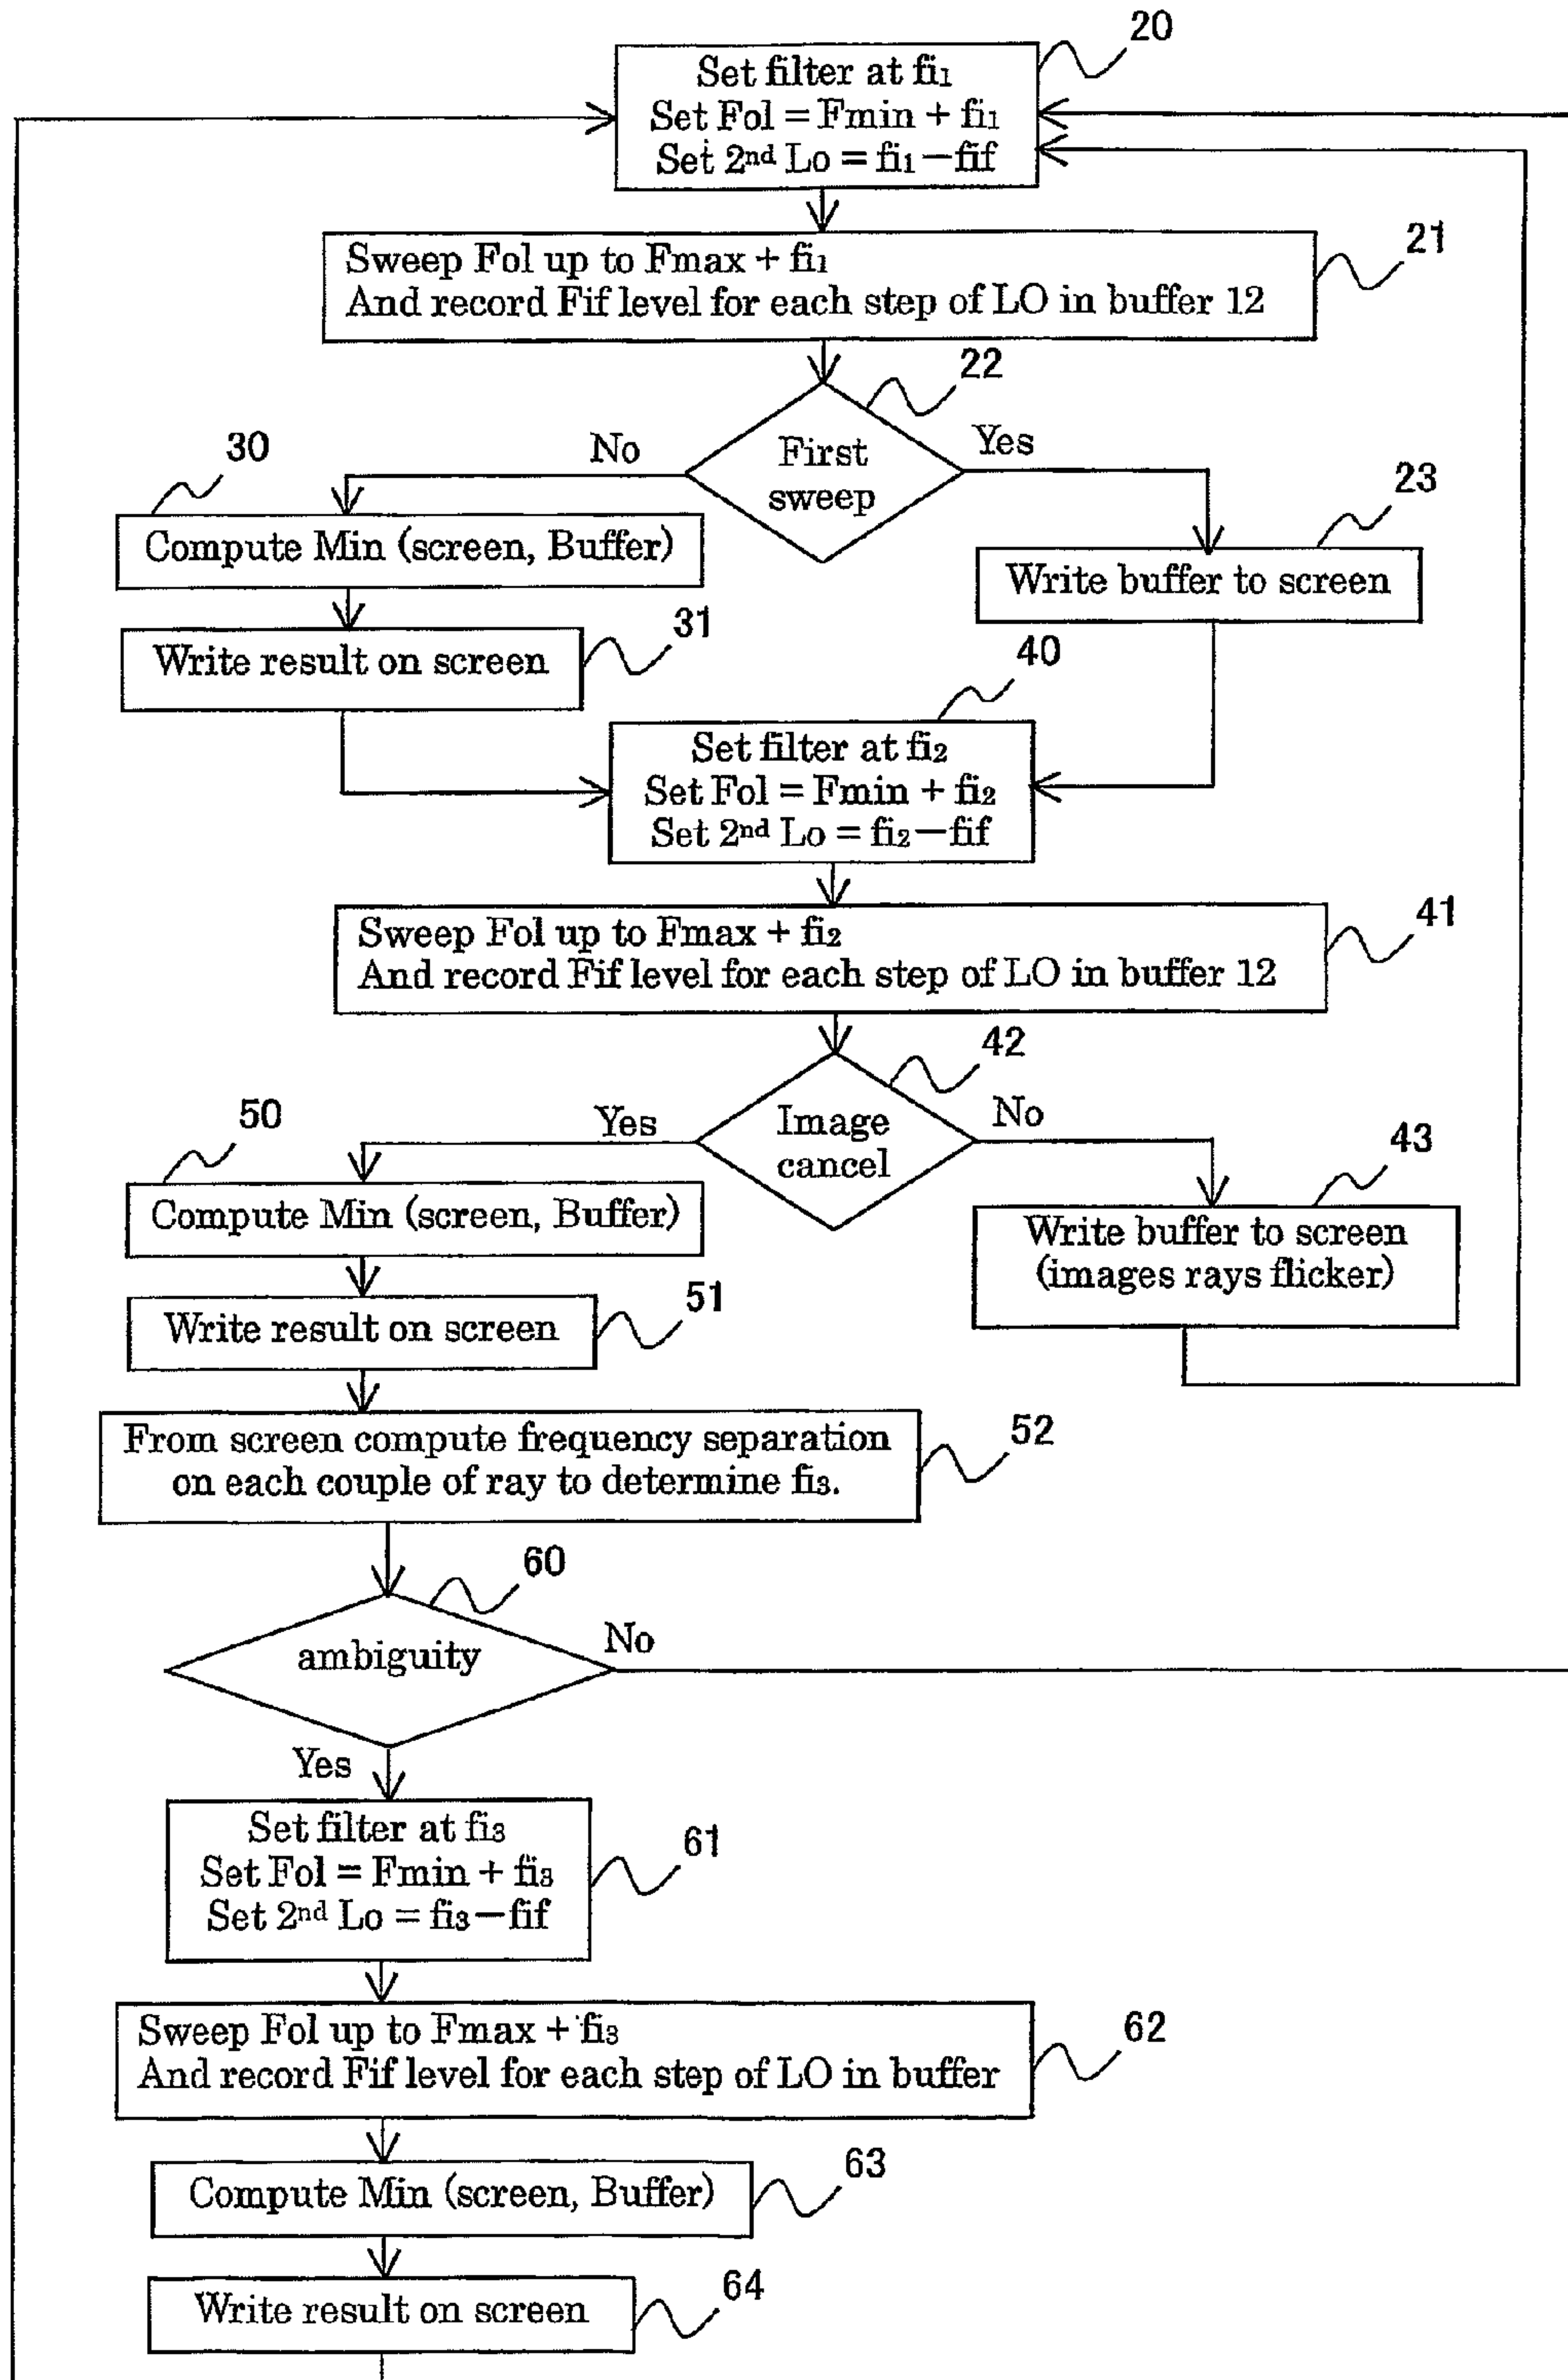 20
Set filter at fi₁
Set Fol = Fmin + fi₁
Set 2ⁿᵈ Lo = fi₁−fif
21
Sweep Fol up to Fmax + fi₁
And record Fif level for each step of LO in buffer 12
22
First
sweep
No
Yes
30
Compute Min (screen, Buffer)
23
Write buffer to screen
31
Write result on screen
40
Set filter at fi₂
Set Fol = Fmin + fi₂
Set 2ⁿᵈ Lo = fi₂−fif
41
Sweep Fol up to Fmax + fi₂
And record Fif level for each step of LO in buffer 12
42
Image
cancel
Yes
No
50
Compute Min (screen, Buffer)
43
Write buffer to screen
(images rays flicker)
51
Write result on screen
52
From screen compute frequency separation
on each couple of ray to determine fi₃.
60
ambiguity
No
Yes
61
Set filter at fi₃
Set Fol = Fmin + fi₃
Set 2ⁿᵈ Lo = fi₃−fif
62
Sweep Fol up to Fmax + fi₃
And record Fif level for each step of LO in buffer
63
Compute Min (screen, Buffer)
64
Write result on screen